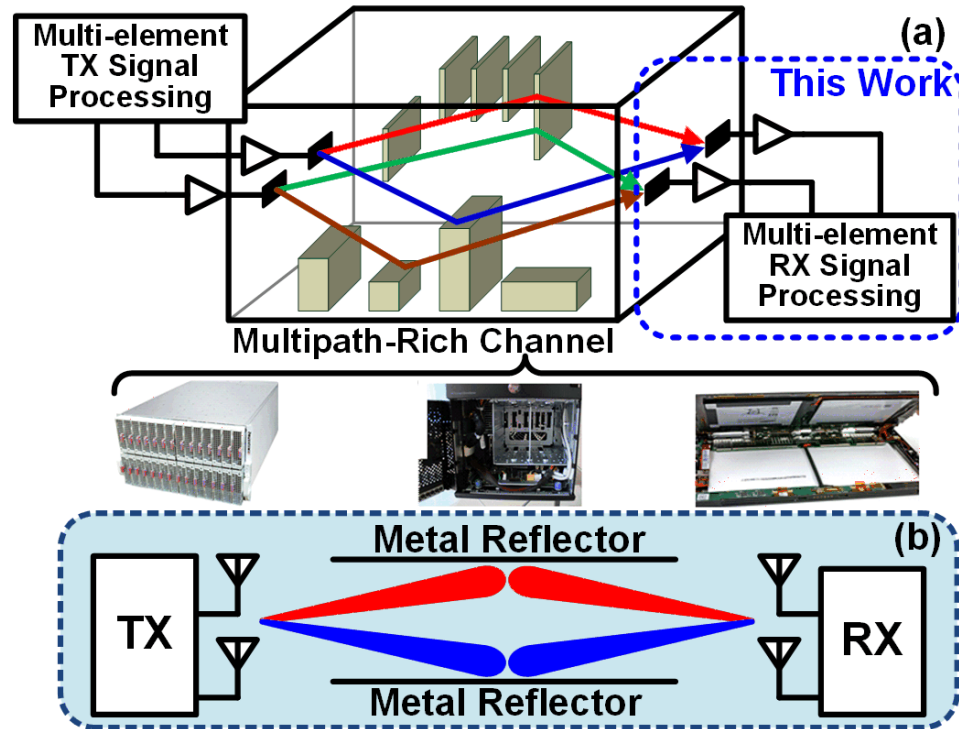 Multi-element
TX Signal
Processing
(a)
This Work
Multi-element
RX Signal
Processing
Multipath-Rich Channel
(b)
Metal Reflector
TX
RX
Metal Reflector